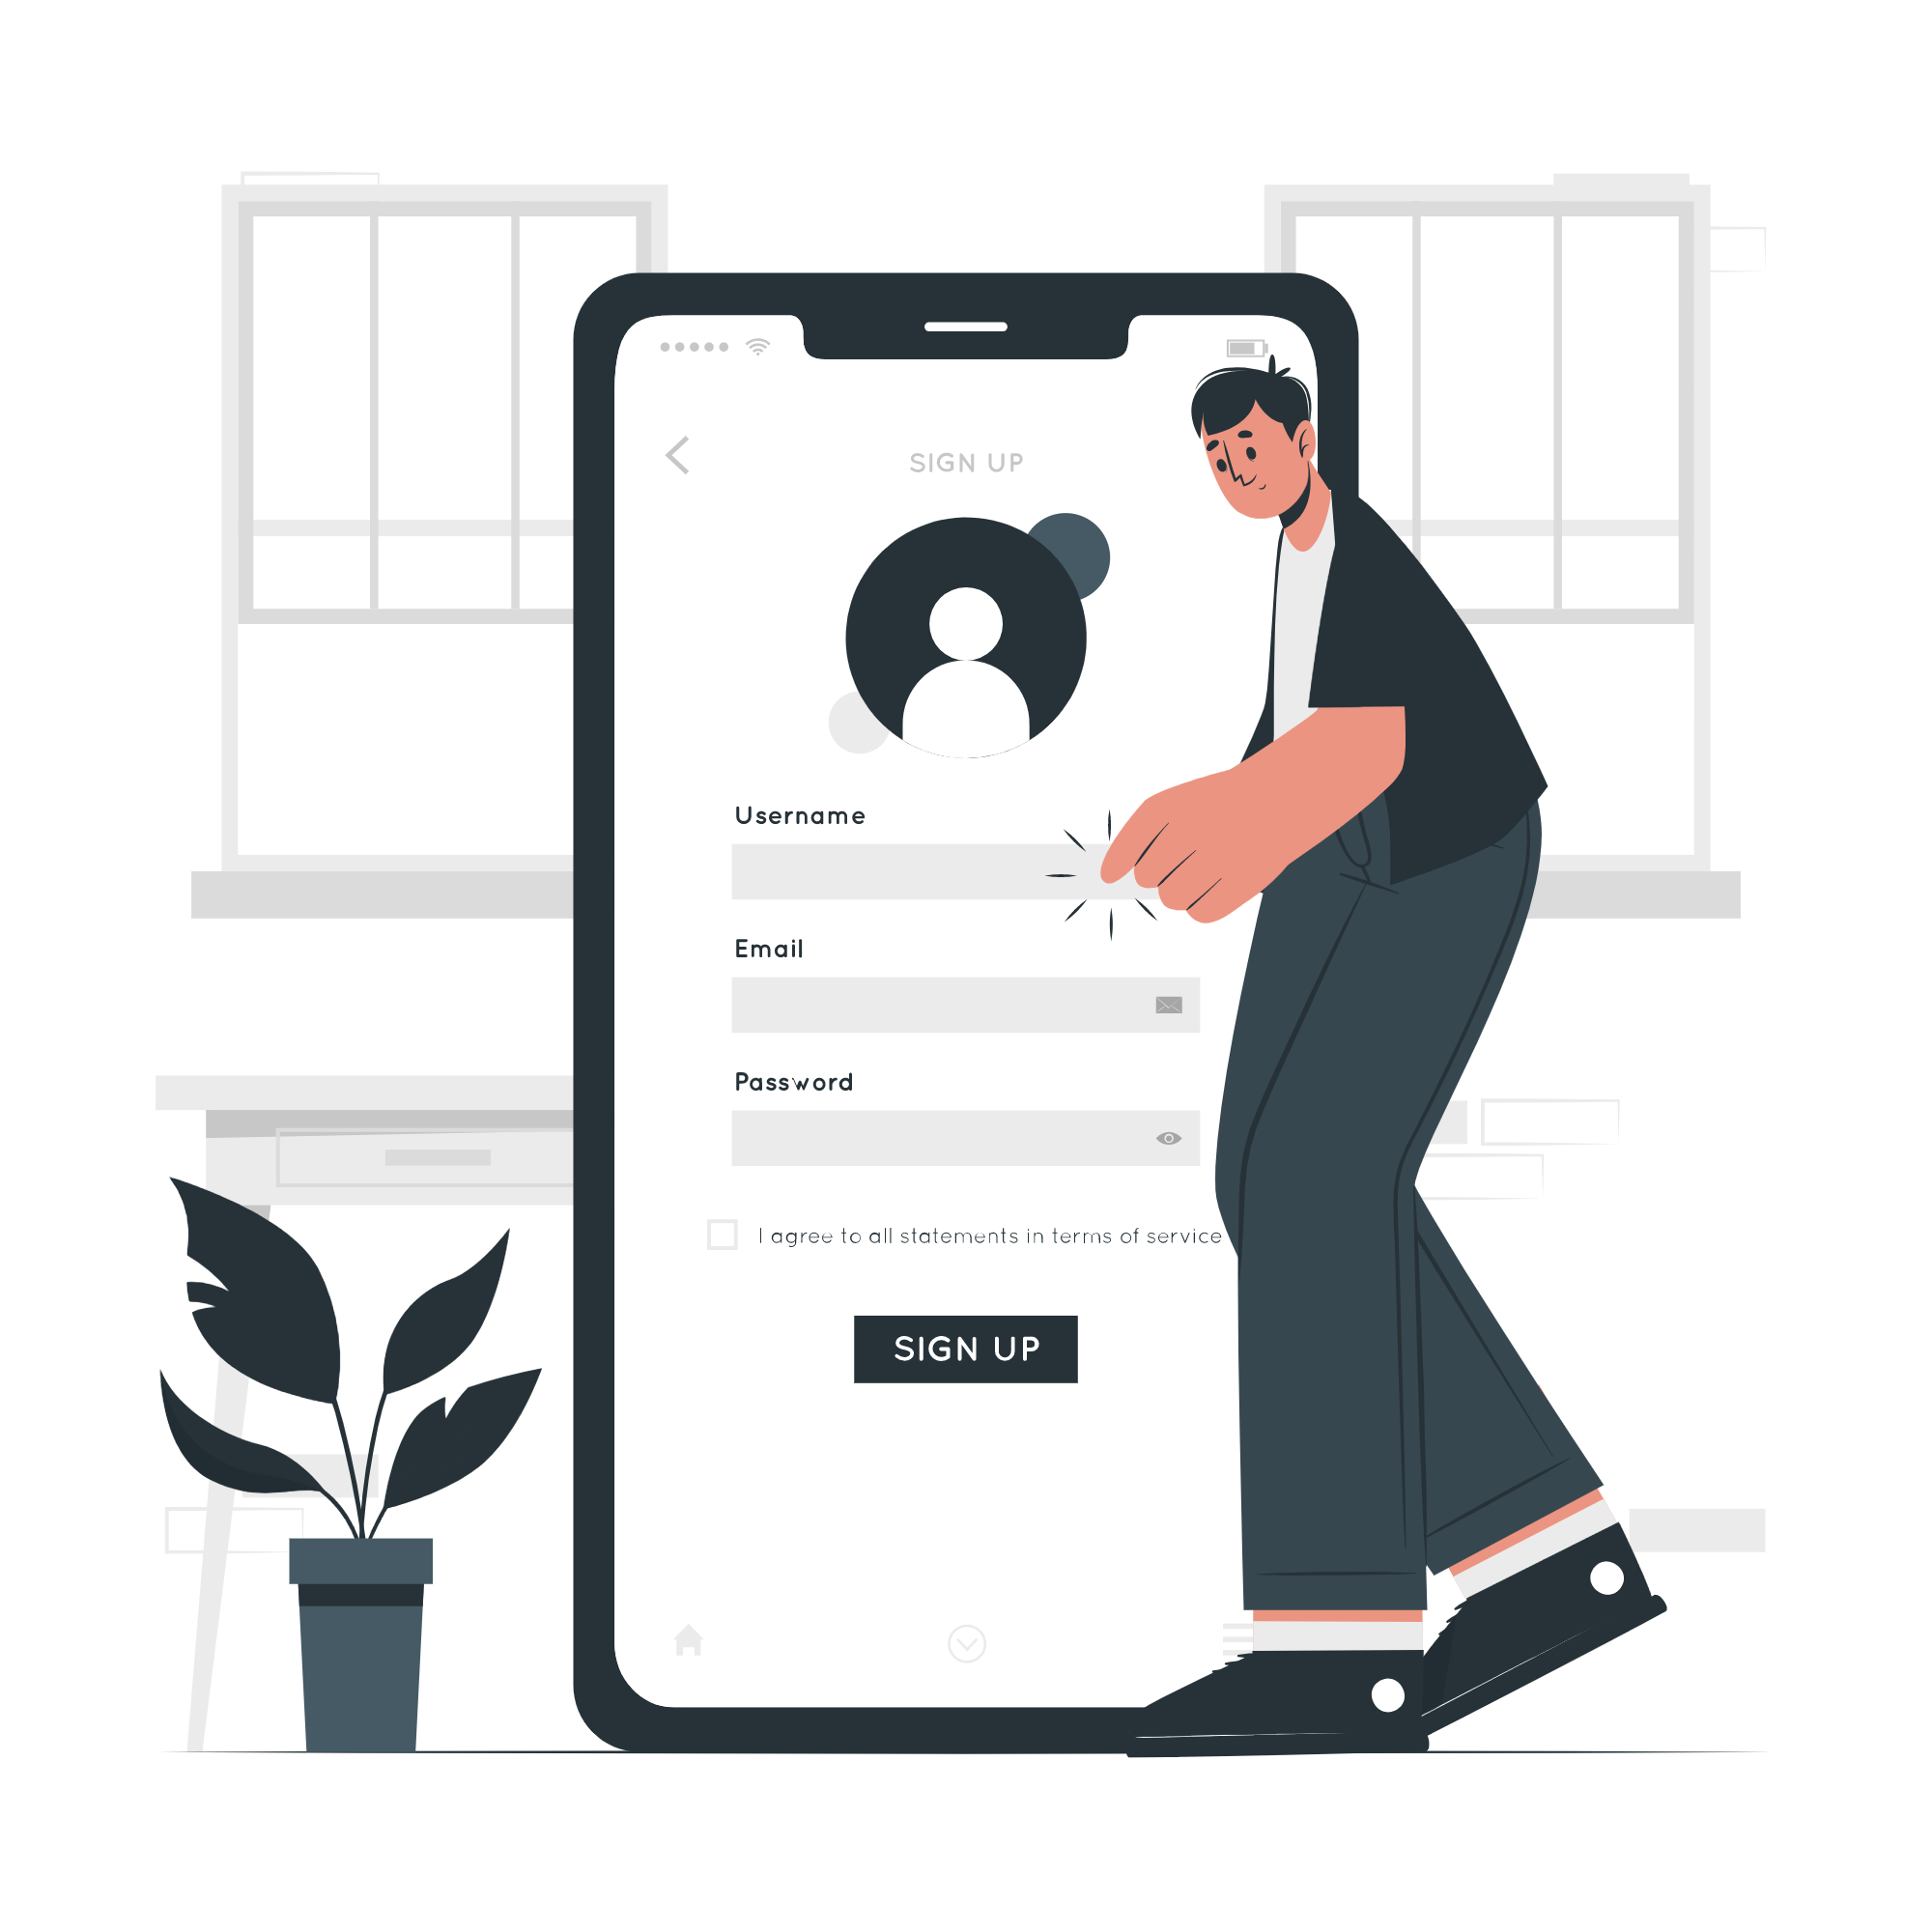 SIGN UP
Username
Email
Password
I agree to all statements in terms of service
SIGN UP